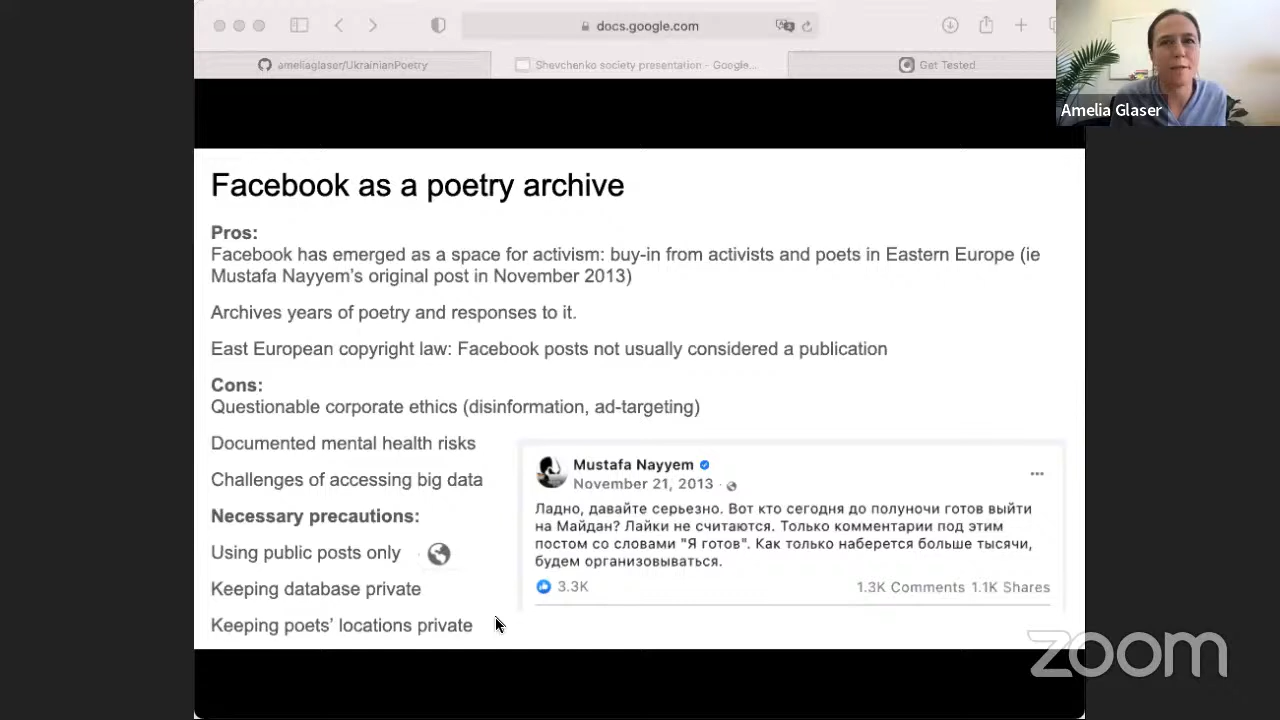 docs.google.com
ameliaglaser/UkrainianPoetry
Shevchenko society presentation - Google...
Get Tested
Amelia Glaser
Facebook as a poetry archive
Pros:
Facebook has emerged as a space for activism: buy-in from activists and poets in Eastern Europe (ie
Mustafa Nayyem's original post in November 2013)
Archives years of poetry and responses to it.
East European copyright law: Facebook posts not usually considered a publication
Cons:
Questionable corporate ethics (disinformation, ad-targeting)
Documented mental health risks
Challenges of accessing big data
Necessary precautions:
Using public posts only
Keeping database private
Keeping poets' locations private
Mustafa Nayyem
November 21, 2013 ·
Ладно, давайте серьезно. Вот кто сегодня до полуночи готов выйти
на Майдан? Лайки не считаются. Только комментарии под этим
постом со словами "Я готов". Как только наберется больше тысячи,
будем организовываться.
3.3K
1.3K Comments 1.1K Shares
zoom